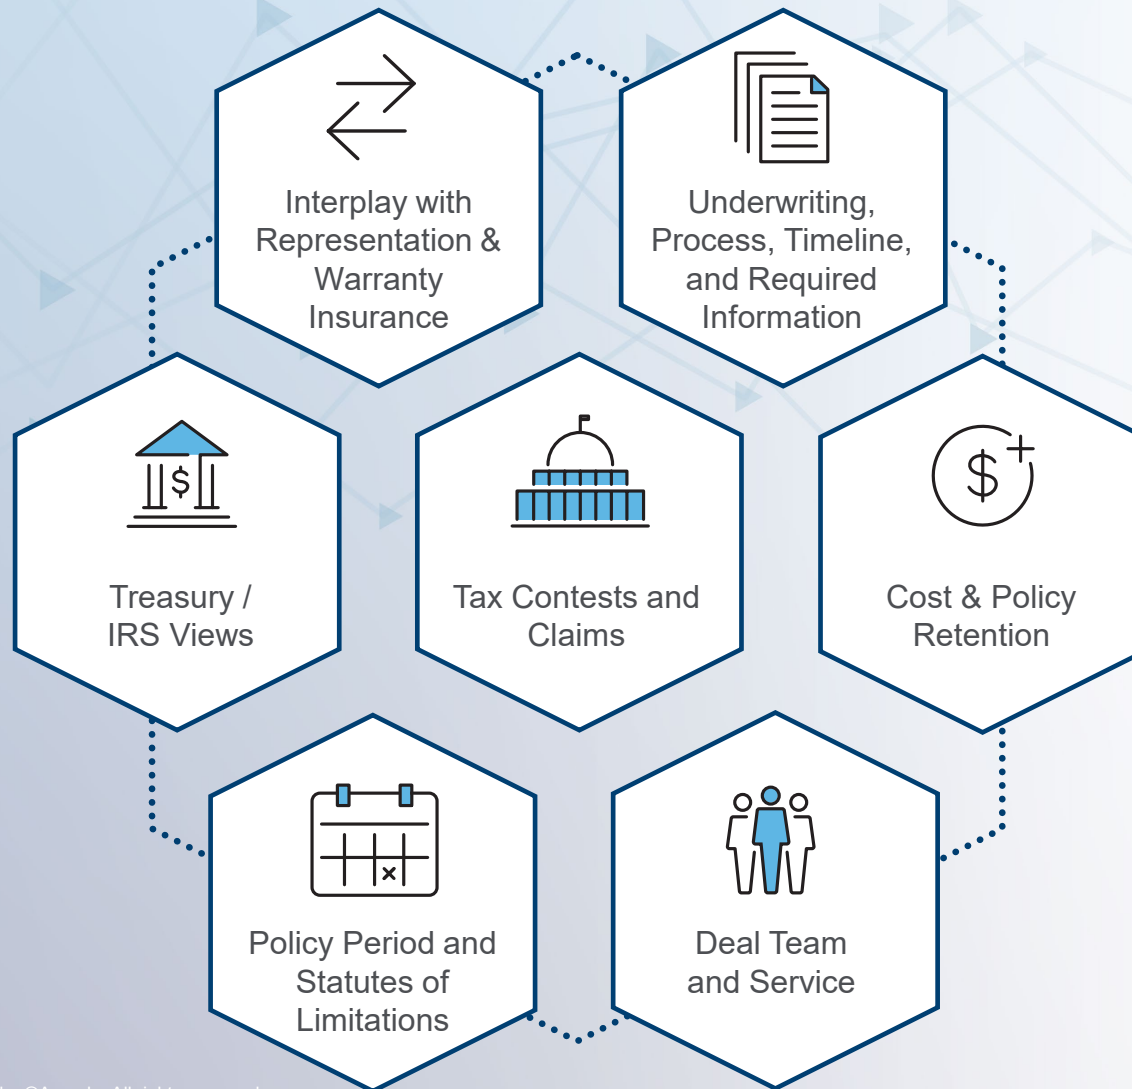 Interplay with
Representation &
Warranty
Insurance
Underwriting,
Process, Timeline,
and Required
Information
$
Treasury /
IRS Views
Tax Contests and
Claims
$
Cost & Policy
Retention
Policy Period and
Statutes of
Limitations
Deal Team
and Service